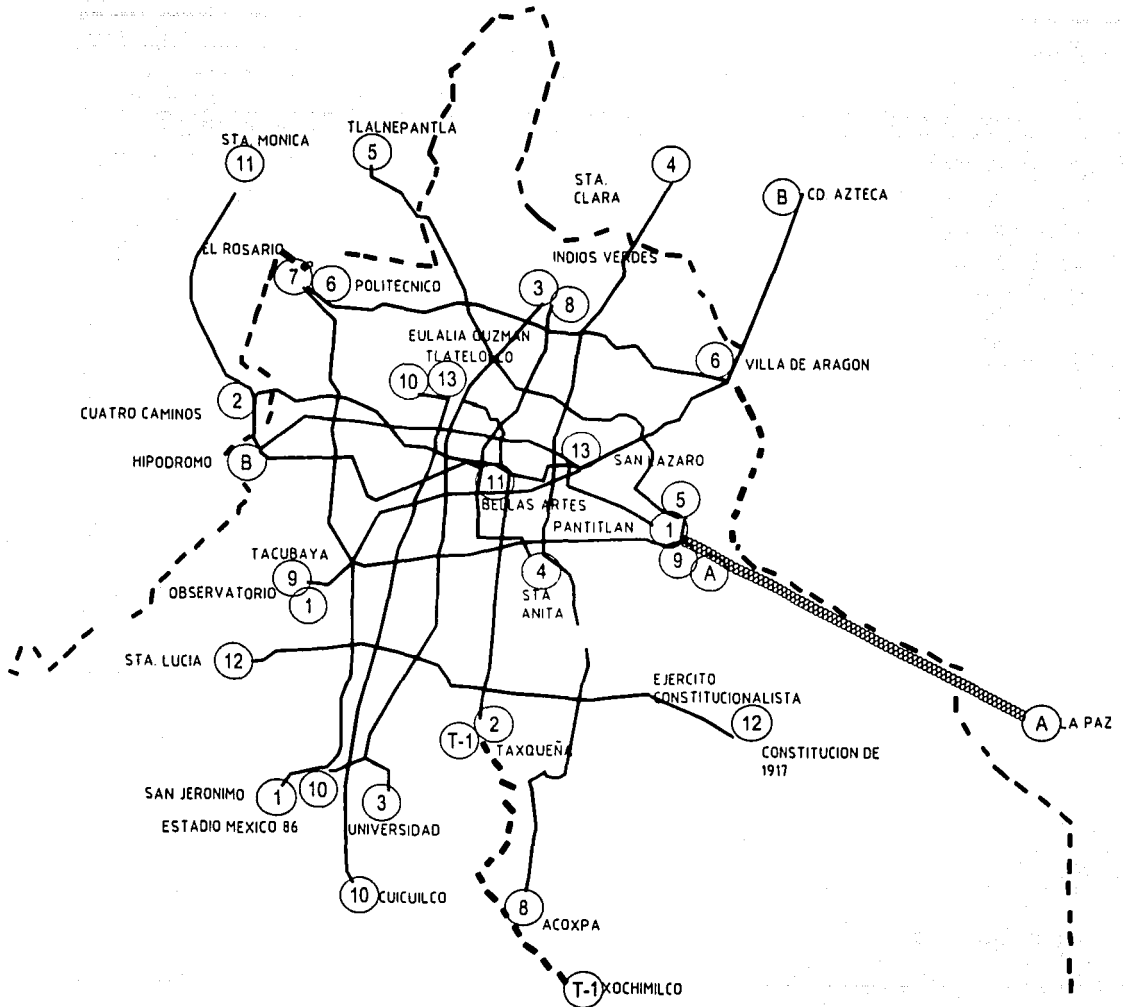 TLALNEPANTLA
STA. MONICA
5
11
4
STA.
CLARA
B
CD. AZTECA
EL ROSARIO
INDIOS VERDES
7
6
POLITECNICO
3
8
EULALIA GUZMAN
TLATELOLCO
6
VILLA DE ARAGON
10
13
2
CUATRO CAMINOS
13
HIPODROMO
B
SAN LAZARO
11
BELLAS ARTES
5
PANTITLAN
1
TACUBAYA
9
A
9
4
OBSERVATORIO
1
STA
ANITA
STA. LUCIA
12
EJERCITO
CONSTITUCIONALISTA
12
A
LA PAZ
T-1
2
TAXQUEÑA
CONSTITUCION DE
1917
SAN JERONIMO
1
10
3
ESTADIO MEXICO 86
UNIVERSIDAD
10
CUICUILCO
8
ACOXPA
T-1
XOCHIMILCO